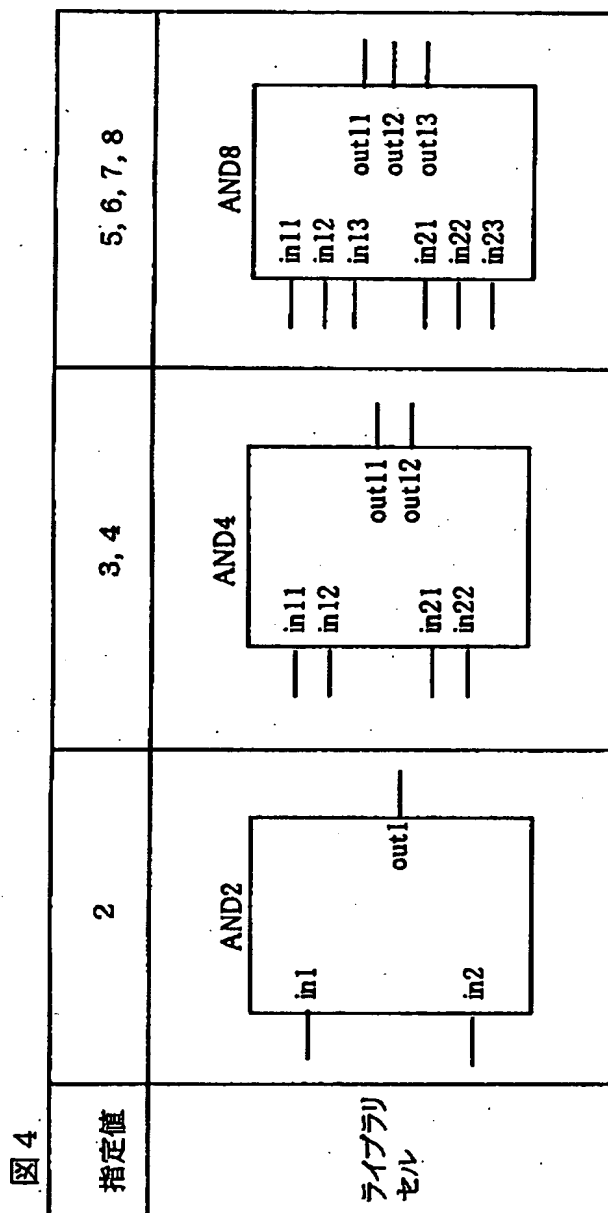 図4
指定値
2
3, 4
5, 6, 7, 8
ライブラリ
セル
AND2
in1
in2
out1
AND4
in11
in12
in21
in22
out11
out12
AND8
in11
in12
in13
in21
in22
in23
out11
out12
out13